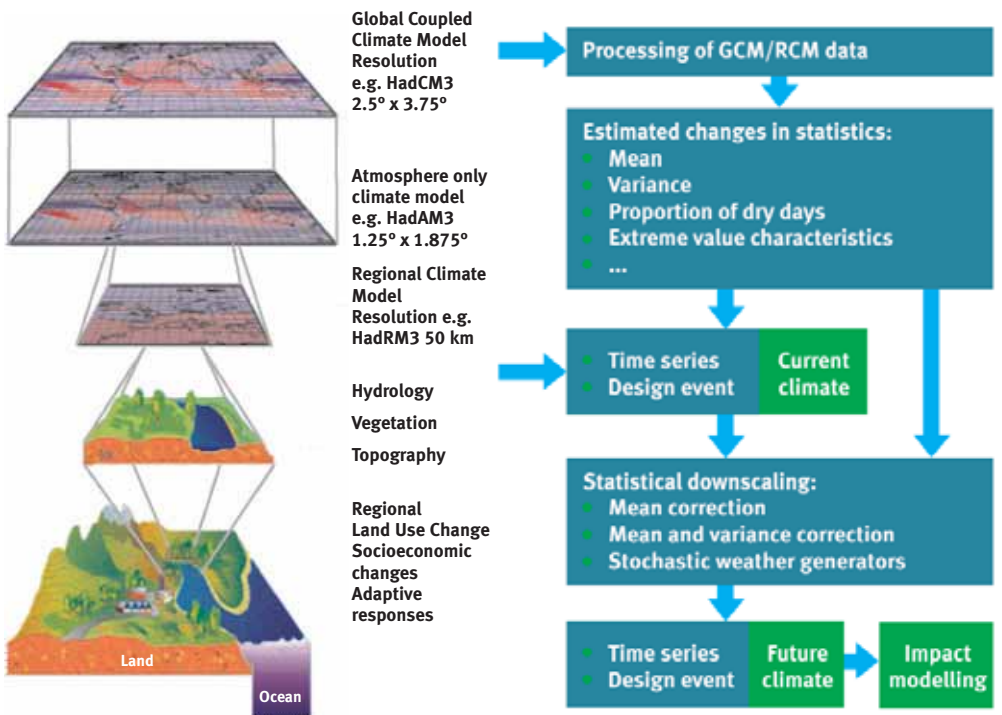 Global Coupled
Climate Model
Resolution
e.g. HadCM3
2.5° x 3.75°
Atmosphere only
climate model
e.g. HadAM3
1.25° x 1.875°
Regional Climate
Model
Resolution e.g.
HadRM3 50 km
Hydrology
Vegetation
Topography
Regional
Land Use Change
Socioeconomic
changes
Adaptive
responses
Land
Ocean
Processing of GCM/RCM data
Estimated changes in statistics:
Mean
Variance
Proportion of dry days
Extreme value characteristics
...
Time series
Design event
Current
climate
Statistical downscaling:
Mean correction
Mean and variance correction
Stochastic weather generators
Time series
Design event
Future
climate
Impact
modelling